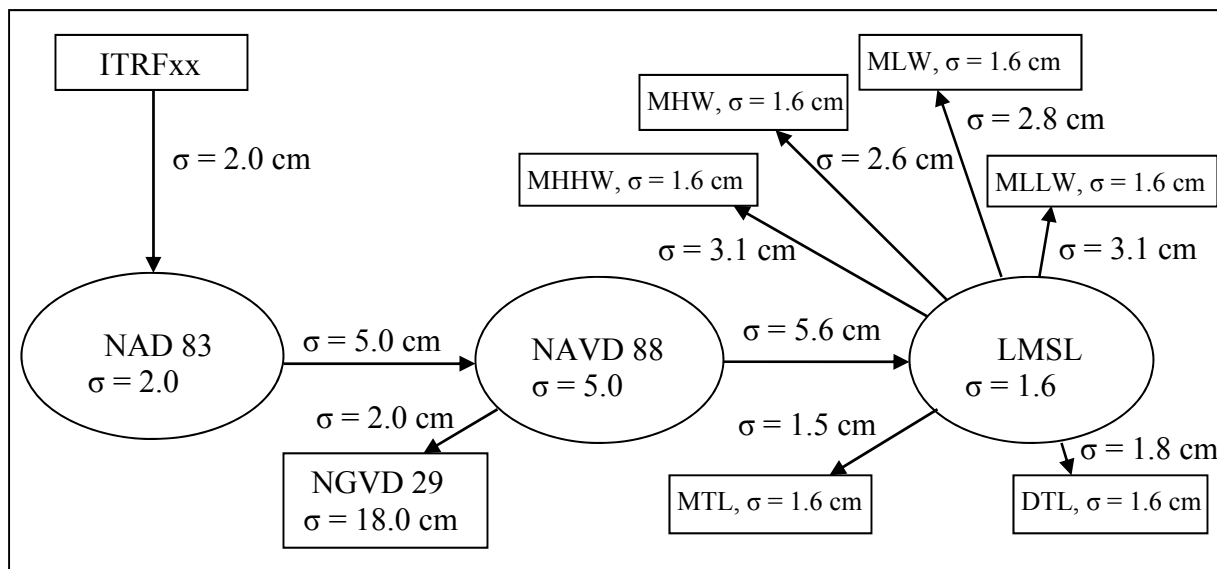 ITRFxx
σ = 2.0 cm
NAD 83
σ = 2.0
σ = 5.0 cm
NAVD 88
σ = 5.0
σ = 2.0 cm
NGVD 29
σ = 18.0 cm
σ = 5.6 cm
LMSL
σ = 1.6
MHHW, σ = 1.6 cm
σ = 3.1 cm
MHW, σ = 1.6 cm
σ = 2.6 cm
MLW, σ = 1.6 cm
σ = 2.8 cm
MLLW, σ = 1.6 cm
σ = 3.1 cm
σ = 1.5 cm
MTL, σ = 1.6 cm
σ = 1.8 cm
DTL, σ = 1.6 cm